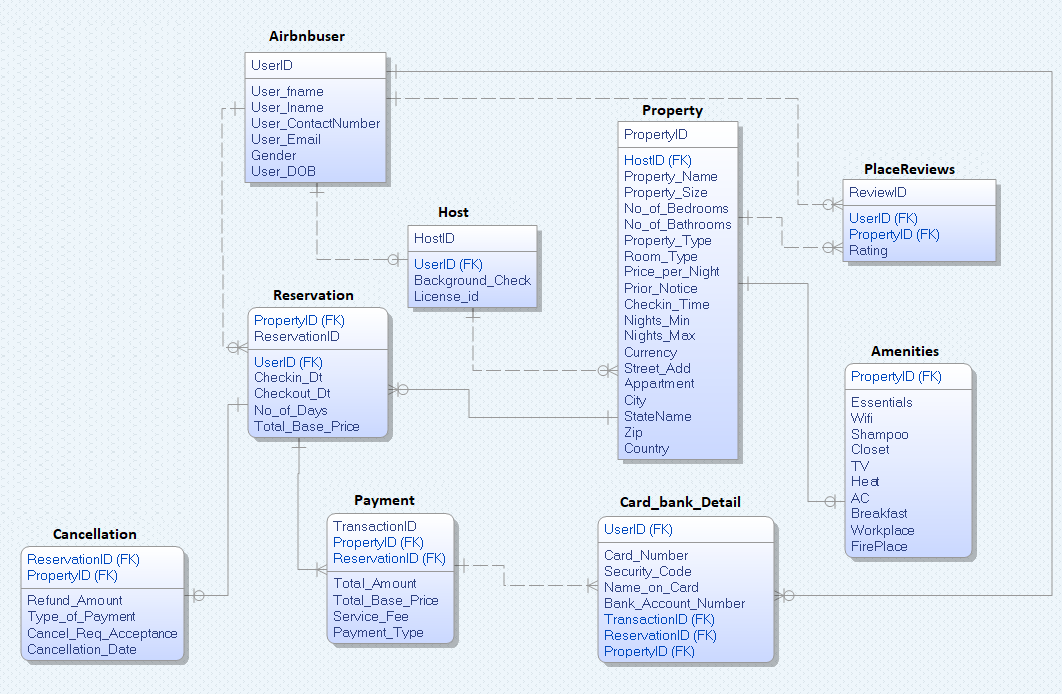 Airbnbuser
UserID
User_fname
User_lname
User_ContactNumber
User_Email
Gender
User_DOB
Host
HostID
UserID (FK)
Background_Check
License_id
Property
PropertyID
HostID (FK)
Property_Name
Property_Size
No_of_Bedrooms
No_of_Bathrooms
Property_Type
Room_Type
Price_per_Night
Prior_Notice
Checkin_Time
Nights_Min
Nights_Max
Currency
Street_Add
Appartment
City
StateName
Zip
Country
PlaceReviews
ReviewID
UserID (FK)
PropertyID (FK)
Rating
Reservation
PropertyID (FK)
ReservationID
UserID (FK)
Checkin_Dt
Checkout_Dt
No_of_Days
Total_Base_Price
Amenities
PropertyID (FK)
Essentials
Wifi
Shampoo
Closet
TV
Heat
AC
Breakfast
Workplace
FirePlace
Cancellation
ReservationID (FK)
PropertyID (FK)
Refund_Amount
Type_of_Payment
Cancel_Req_Acceptance
Cancellation_Date
Payment
TransactionID
PropertyID (FK)
ReservationID (FK)
Total_Amount
Total_Base_Price
Service_Fee
Payment_Type
Card_bank_Detail
UserID (FK)
Card_Number
Security_Code
Name_on_Card
Bank_Account_Number
TransactionID (FK)
ReservationID (FK)
PropertyID (FK)